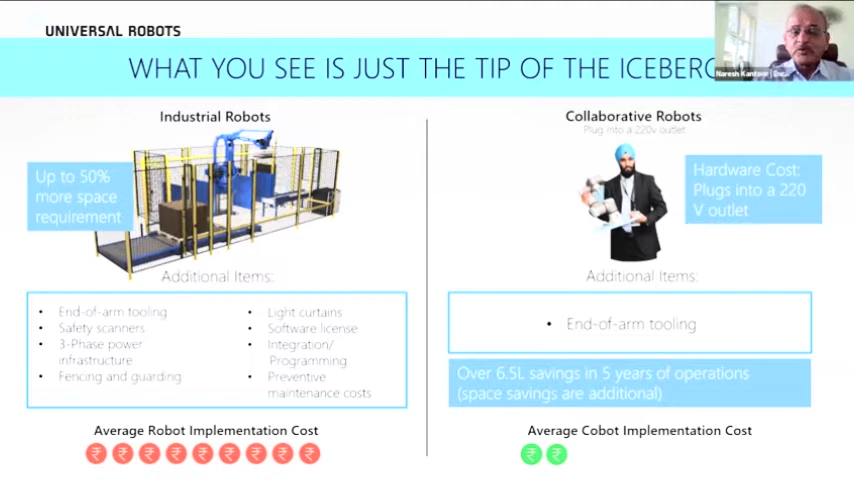 UNIVERSAL ROBOTS
WHAT YOU SEE IS JUST THE TIP OF THE ICEBERG
Naresh Kantoor
Industrial Robots
Up to 50%
more space
requirement
Additional Items:
• End-of-arm tooling
• Safety scanners
• 3-Phase power
infrastructure
• Fencing and guarding
• Light curtains
• Software license
• Integration/
Programming
• Preventive
maintenance costs
Average Robot Implementation Cost
₹ ₹ ₹ ₹ ₹ ₹ ₹ ₹ ₹
Collaborative Robots
Plug into a 220v outlet
Hardware Cost:
Plugs into a 220
V outlet
Additional Items:
• End-of-arm tooling
Over 6.5L savings in 5 years of operations
(space savings are additional)
Average Cobot Implementation Cost
₹ ₹